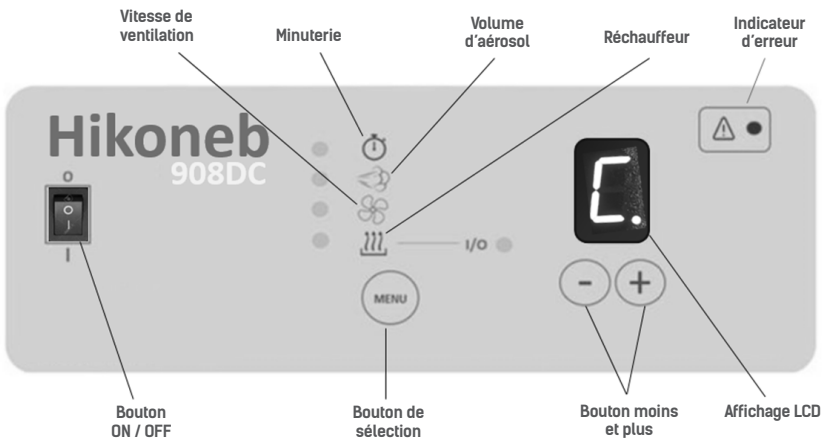 Vitesse de
ventilation
Minuterie
Volume
d'aérosol
Réchauffeur
Indicateur
d'erreur
Hikoneb
908DC
O
I
I/O
MENU
C.
-
+
Bouton
ON / OFF
Bouton de
sélection
Bouton moins
et plus
Affichage LCD